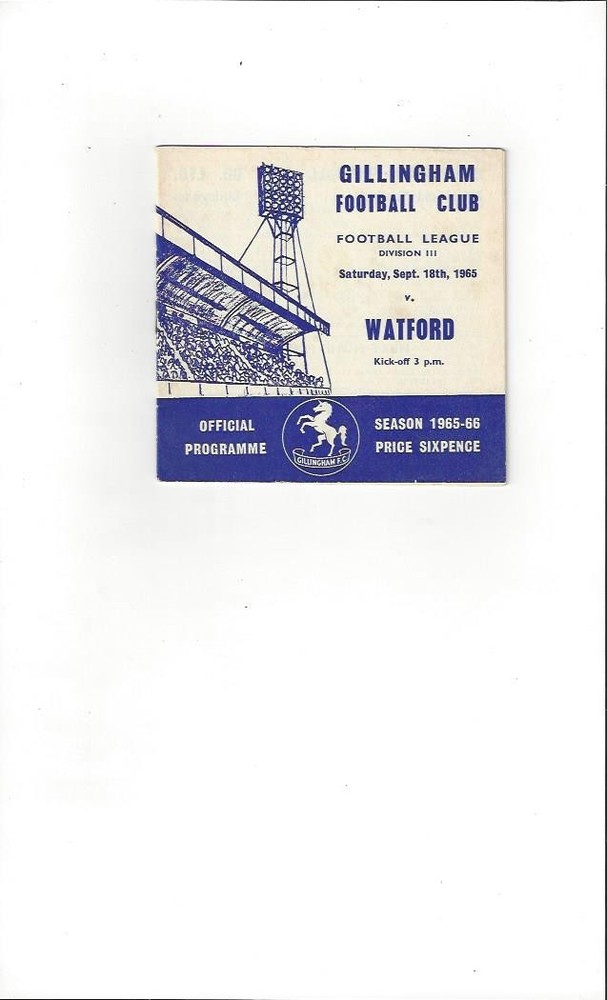 GILLINGHAM
FOOTBALL CLUB
FOOTBALL LEAGUE
DIVISION III
Saturday, Sept. 18th, 1965
v.
WATFORD
Kick-off 3 p.m.
OFFICIAL
PROGRAMME
GILLINGHAM F.C.
SEASON 1965-66
PRICE SIXPENCE